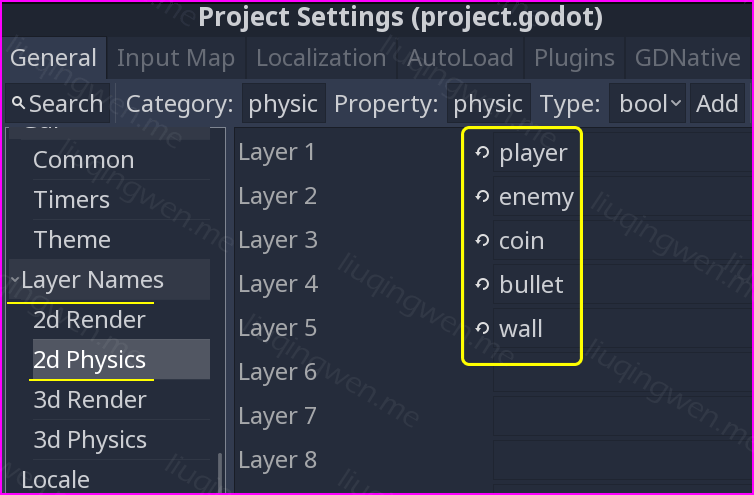 Project Settings (project.godot)
General Input Map Localization AutoLoad Plugins GDNative
Search Category: physic Property: physic Type: bool Add
Gui
Common
Timers
Theme
Layer Names
2d Render
2d Physics
3d Render
3d Physics
Locale
Layer 1 player
Layer 2 enemy
Layer 3 coin
Layer 4 bullet
Layer 5 wall
Layer 6
Layer 7
Layer 8
liuqingwen.me